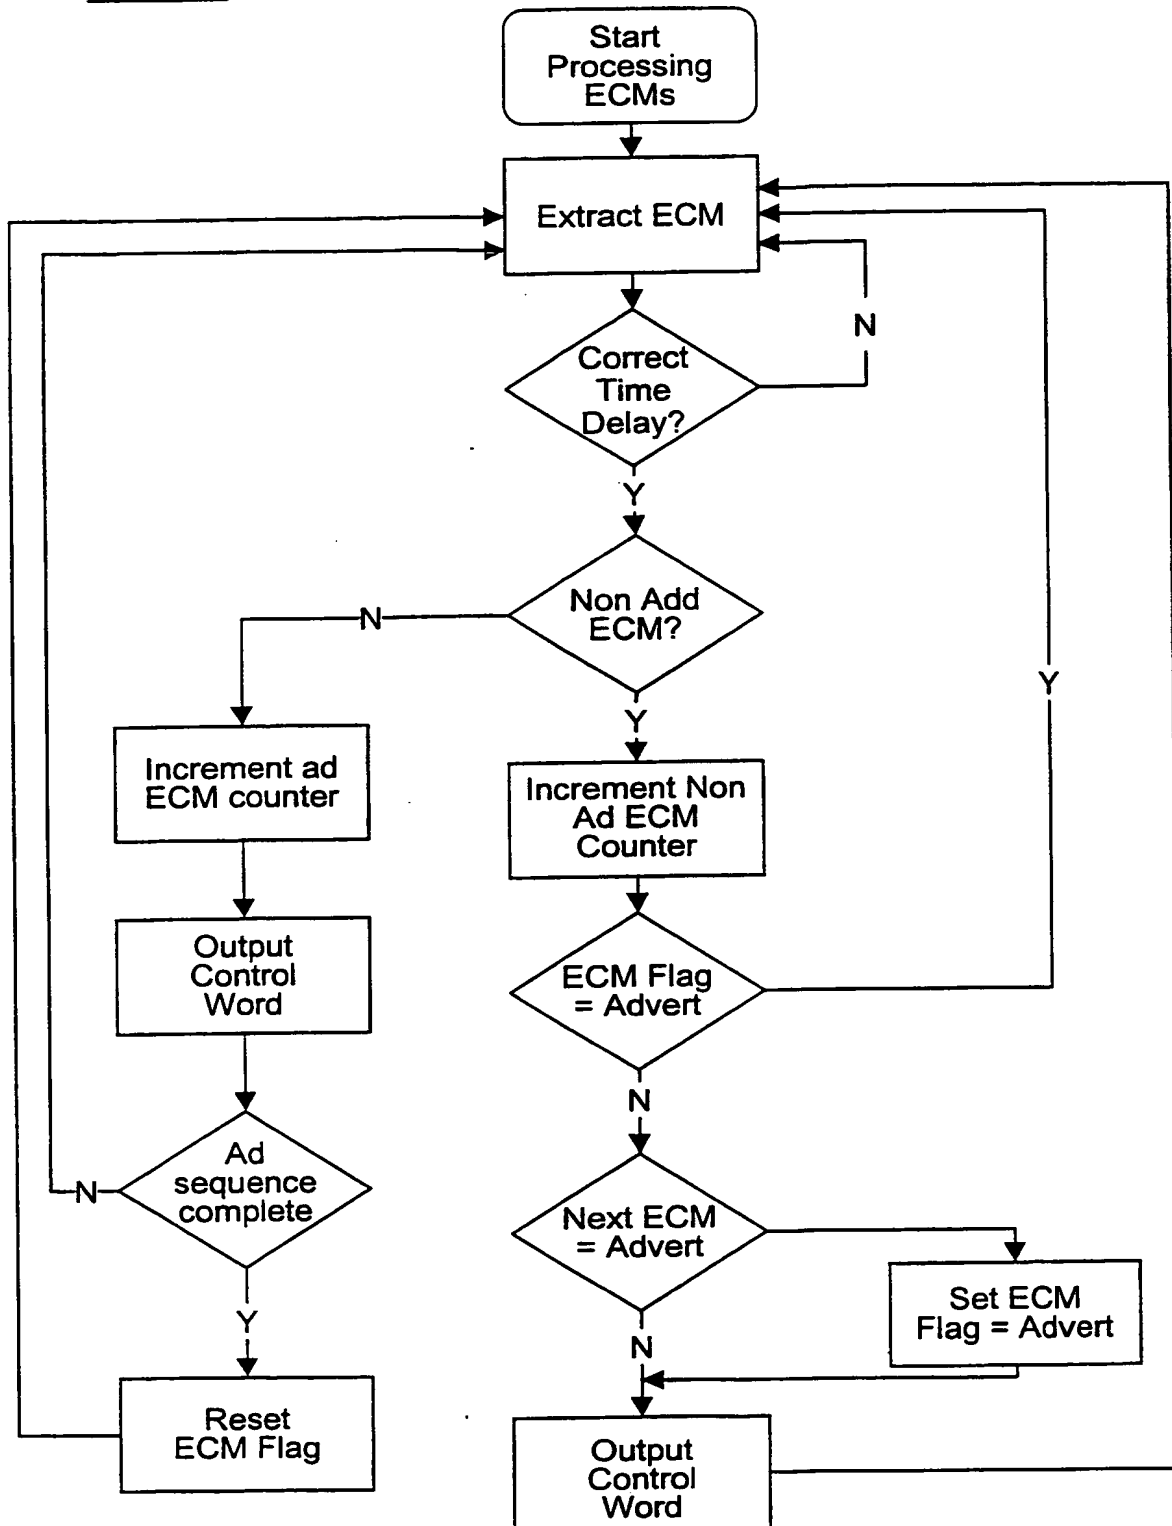 Start
Processing
ECMs
Extract ECM
N
Correct
Time
Delay?
Y
Non Add
ECM?
N
Y
Y
Increment ad
ECM counter
Increment Non
Ad ECM
Counter
Output
Control
Word
ECM Flag
= Advert
N
Ad
sequence
complete
N
Next ECM
= Advert
Set ECM
Flag = Advert
Y
N
Reset
ECM Flag
Output
Control
Word